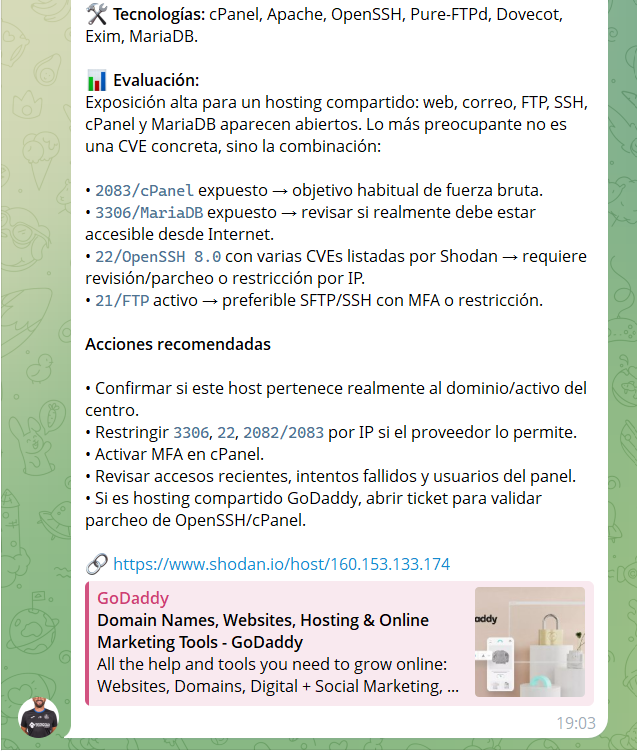 🛠 Tecnologías: cPanel, Apache, OpenSSH, Pure-FTPd, Dovecot,
Exim, MariaDB.
📊 Evaluación:
Exposición alta para un hosting compartido: web, correo, FTP, SSH,
cPanel y MariaDB aparecen abiertos. Lo más preocupante no es
una CVE concreta, sino la combinación:
• 2083/cPanel expuesto → objetivo habitual de fuerza bruta.
• 3306/MariaDB expuesto → revisar si realmente debe estar
accesible desde Internet.
• 22/OpenSSH 8.0 con varias CVEs listadas por Shodan → requiere
revisión/parcheo o restricción por IP.
• 21/FTP activo → preferible SFTP/SSH con MFA o restricción.
Acciones recomendadas
• Confirmar si este host pertenece realmente al dominio/activo del
centro.
• Restringir 3306, 22, 2082/2083 por IP si el proveedor lo permite.
• Activar MFA en cPanel.
• Revisar accesos recientes, intentos fallidos y usuarios del panel.
• Si es hosting compartido GoDaddy, abrir ticket para validar
parcheo de OpenSSH/cPanel.
🔗 https://www.shodan.io/host/160.153.133.174
GoDaddy
Domain Names, Websites, Hosting & Online
Marketing Tools - GoDaddy
All the help and tools you need to grow online:
Websites, Domains, Digital + Social Marketing, ...
addy
19:03